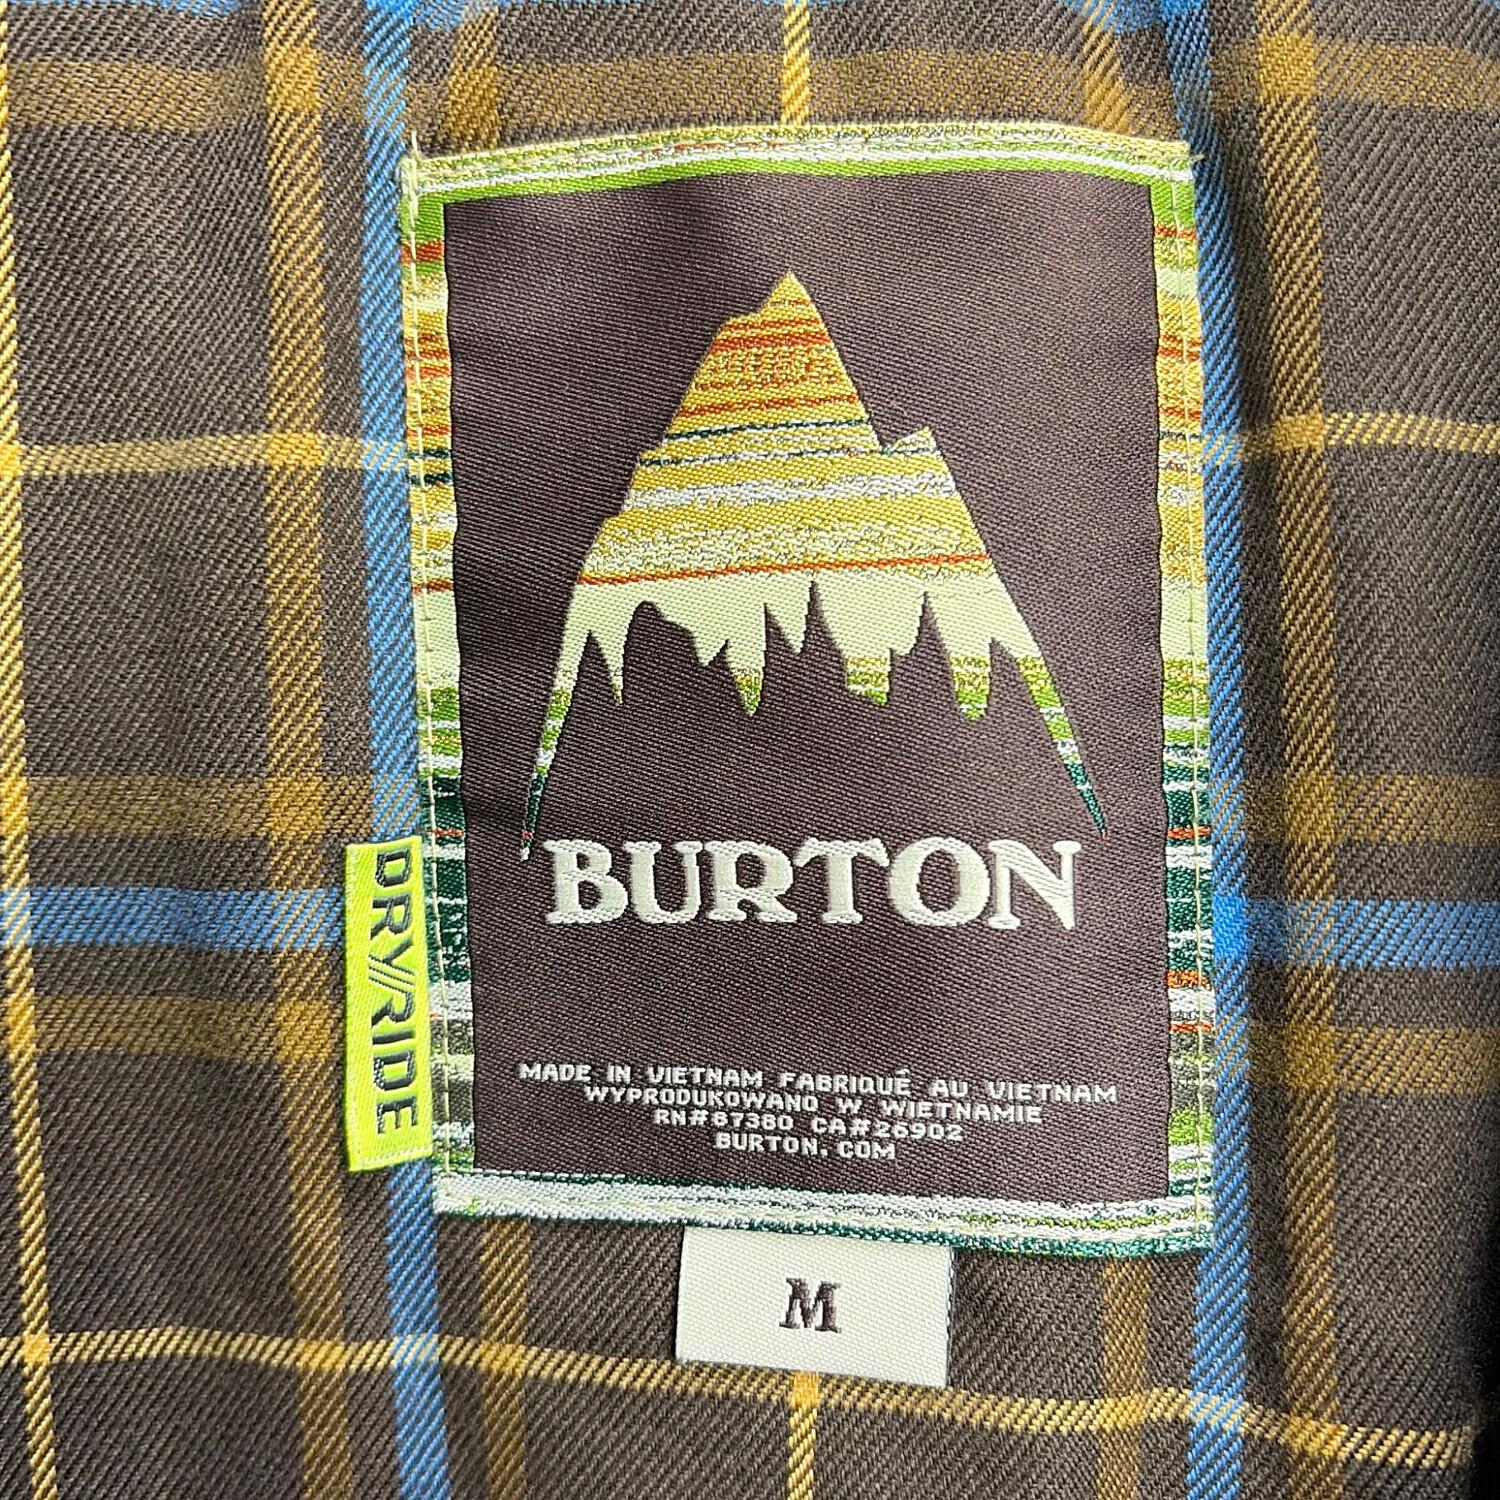 BURTON
DRY//RIDE
MADE IN VIETNAM FABRIQUÉ AU VIETNAM
WYPRODUKOWANO W WIETNAMIE
RN#87380 CA#26902
BURTON.COM
M